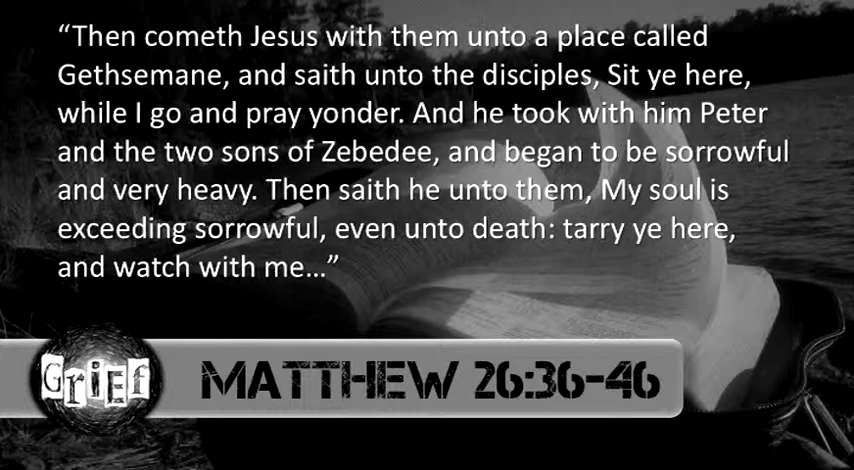 “Then cometh Jesus with them unto a place called
Gethsemane, and saith unto the disciples, Sit ye here,
while I go and pray yonder. And he took with him Peter
and the two sons of Zebedee, and began to be sorrowful
and very heavy. Then saith he unto them, My soul is
exceeding sorrowful, even unto death: tarry ye here,
and watch with me…”
GRiEf
MATTHEW 26:36-46